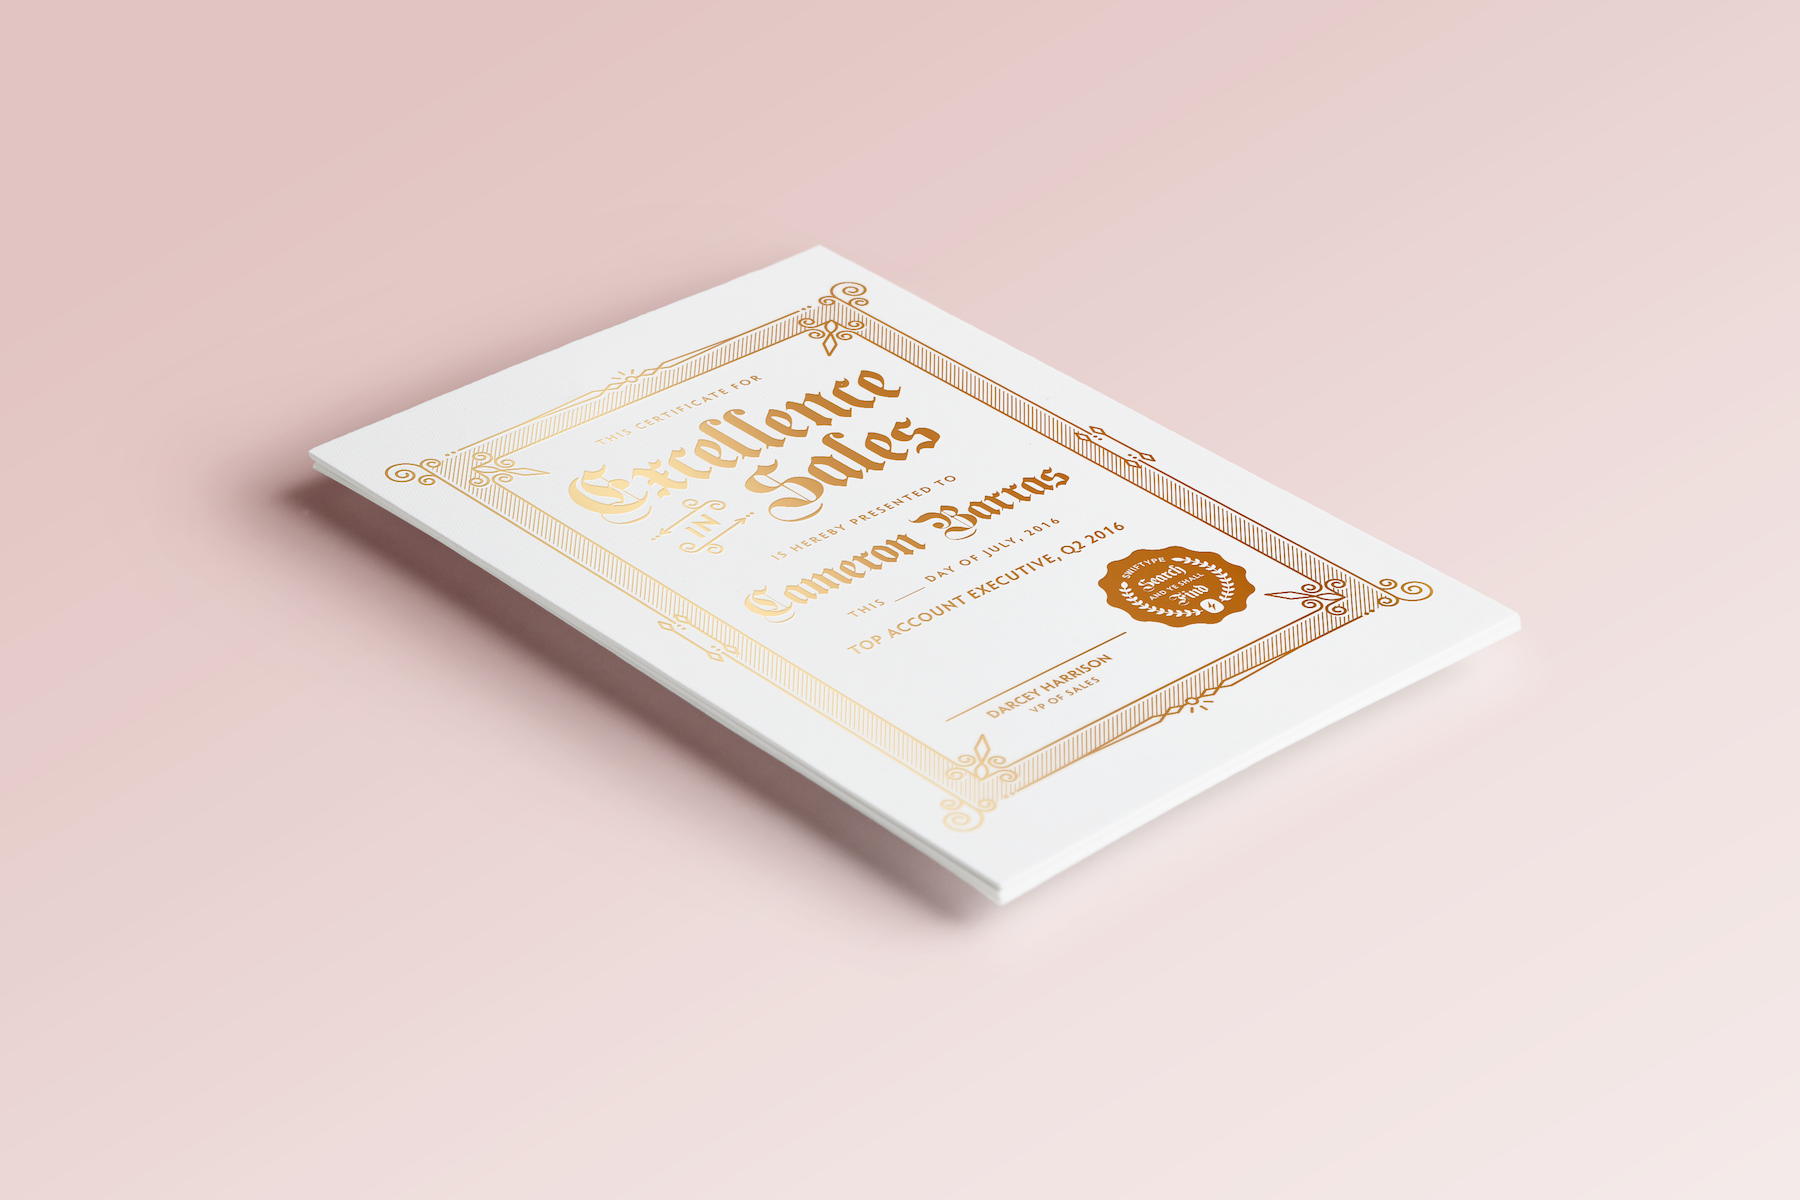 THIS CERTIFICATE FOR
Excellence
IN Sales
IS HEREBY PRESENTED TO
Cameron Barras
THIS ___ DAY OF JULY, 2016
TOP ACCOUNT EXECUTIVE, Q2 2016
SWIFTYPE
Search
AND YE SHALL
Find
DARCEY HARRISON
VP OF SALES